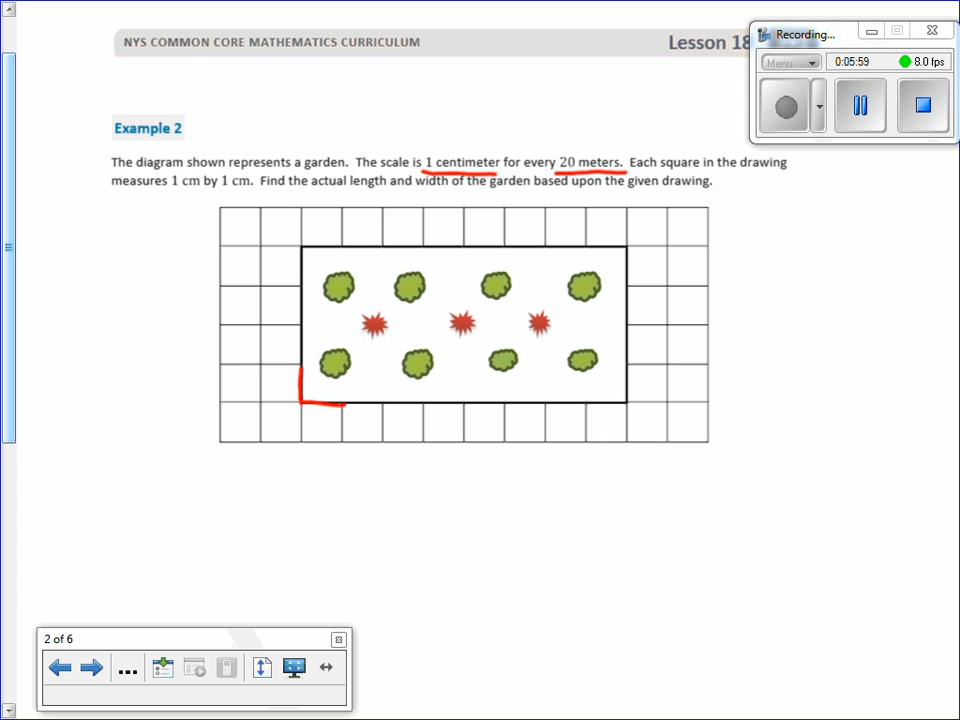 NYS COMMON CORE MATHEMATICS CURRICULUM
Lesson 18
Recording...
Menu
0:05:59
8.0 fps
Example 2
The diagram shown represents a garden. The scale is 1 centimeter for every 20 meters. Each square in the drawing
measures 1 cm by 1 cm. Find the actual length and width of the garden based upon the given drawing.
2 of 6